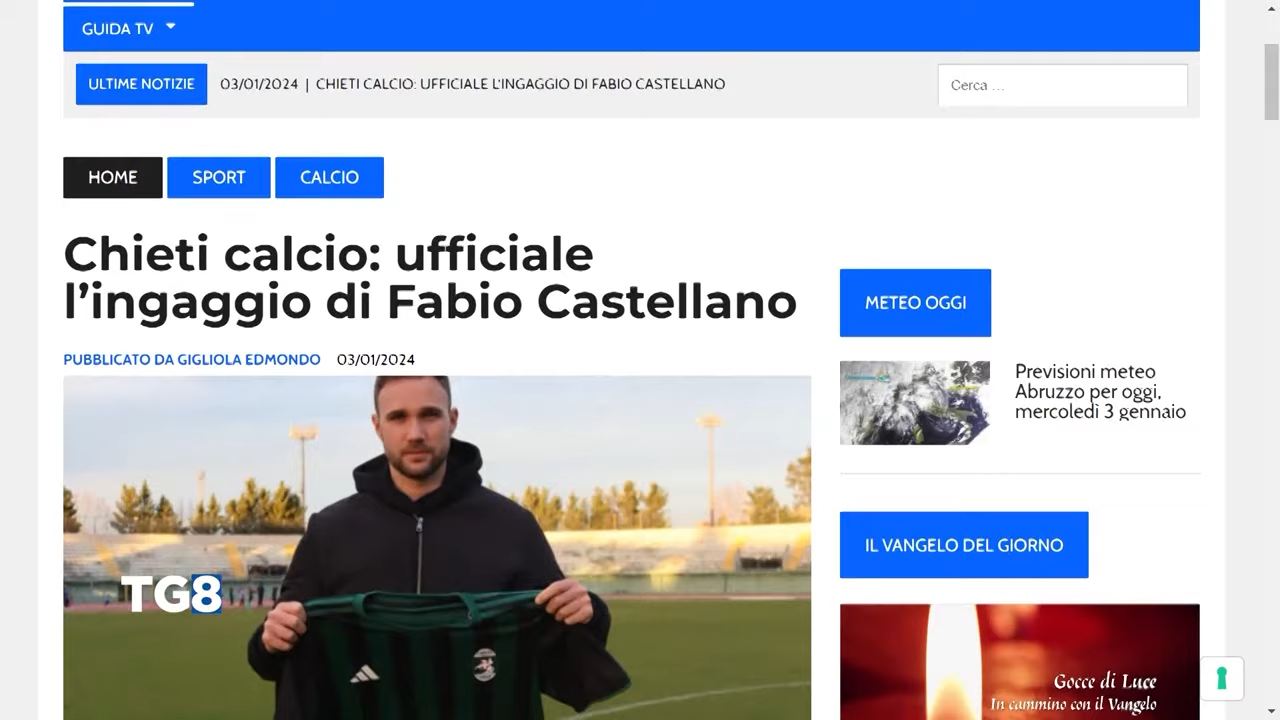 GUIDA TV
ULTIME NOTIZIE
03/01/2024 | CHIETI CALCIO: UFFICIALE L'INGAGGIO DI FABIO CASTELLANO
Cerca ...
HOME
SPORT
CALCIO
Chieti calcio: ufficiale
l’ingaggio di Fabio Castellano
PUBBLICATO DA GIGLIOLA EDMONDO 03/01/2024
TG8
METEO OGGI
Previsioni meteo
Abruzzo per oggi,
mercoledì 3 gennaio
IL VANGELO DEL GIORNO
Gocce di Luce
In cammino con il Vangelo